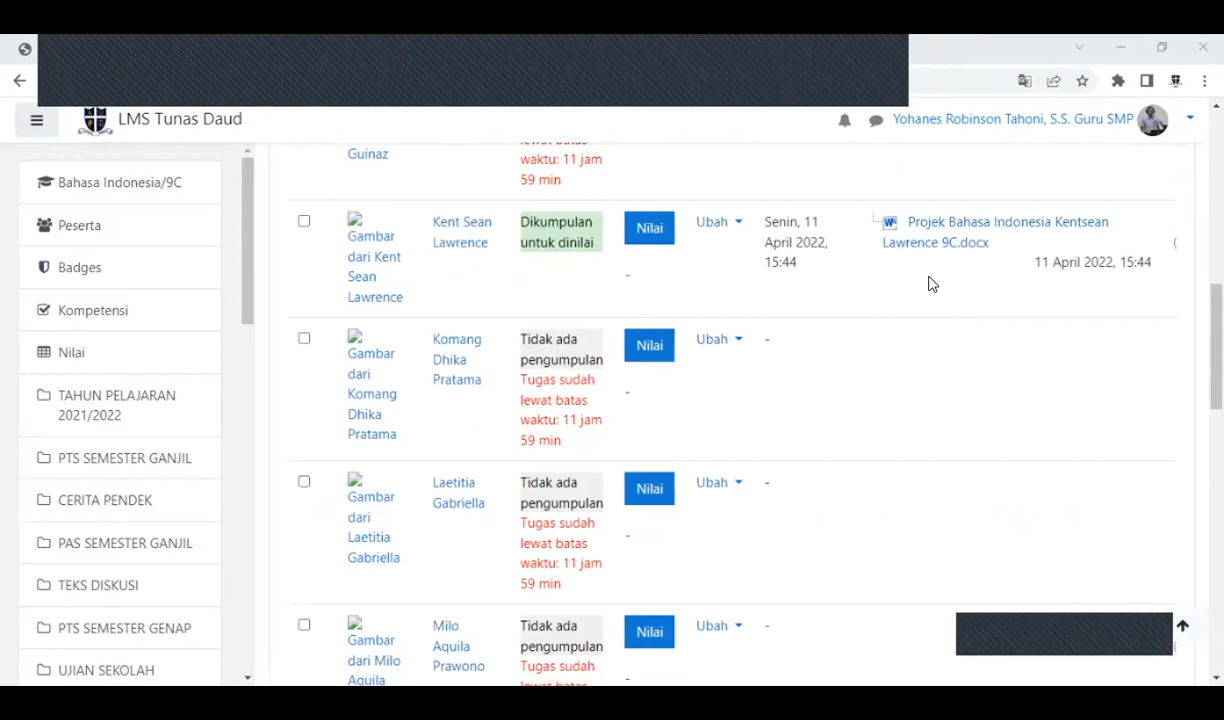 LMS Tunas Daud
Yohanes Robinson Tahoni, S.S. Guru SMP
Bahasa Indonesia/9C
Peserta
Badges
Kompetensi
Nilai
TAHUN PELAJARAN
2021/2022
PTS SEMESTER GANJIL
CERITA PENDEK
PAS SEMESTER GANJIL
TEKS DISKUSI
PTS SEMESTER GENAP
UJIAN SEKOLAH
Guinaz
lewat batas
waktu: 11 jam
59 min
Gambar
dari Kent
Sean
Lawrence
Kent Sean
Lawrence
Dikumpulan
untuk dinilai
Nilai
-
Ubah
Senin, 11
April 2022,
15:44
Projek Bahasa Indonesia Kentsean
Lawrence 9C.docx
11 April 2022, 15:44
Gambar
dari
Komang
Dhika
Pratama
Komang
Dhika
Pratama
Tidak ada
pengumpulan
Tugas sudah
lewat batas
waktu: 11 jam
59 min
Nilai
-
Ubah
-
Gambar
dari
Laetitia
Gabriella
Laetitia
Gabriella
Tidak ada
pengumpulan
Tugas sudah
lewat batas
waktu: 11 jam
59 min
Nilai
-
Ubah
-
Gambar
dari Milo
Aquila
Milo
Aquila
Prawono
Tidak ada
pengumpulan
Tugas sudah
lewat batas
Nilai
-
Ubah
-